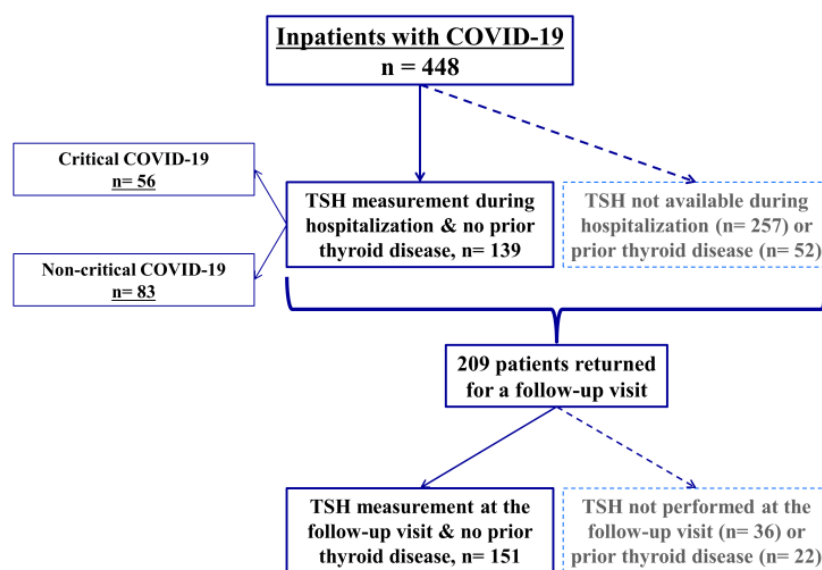 Inpatients with COVID-19
n = 448
Critical COVID-19
n= 56
Non-critical COVID-19
n= 83
TSH measurement during
hospitalization & no prior
thyroid disease, n= 139
TSH not available during
hospitalization (n= 257) or
prior thyroid disease (n= 52)
209 patients returned
for a follow-up visit
TSH measurement at the
follow-up visit & no prior
thyroid disease, n= 151
TSH not performed at the
follow-up visit (n= 36) or
prior thyroid disease (n= 22)